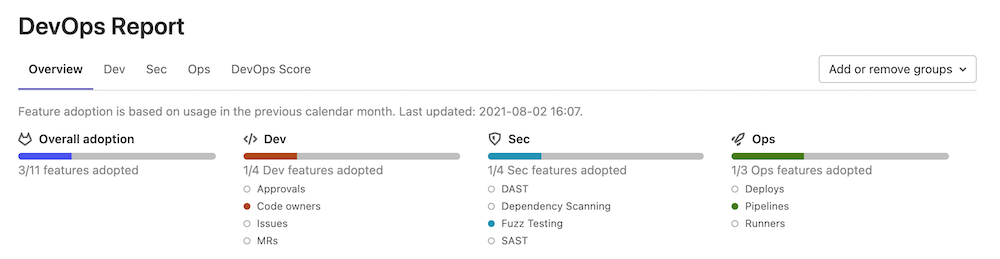 DevOps Report
Overview
Dev
Sec
Ops
DevOps Score
Add or remove groups
Feature adoption is based on usage in the previous calendar month. Last updated: 2021-08-02 16:07.
Overall adoption
3/11 features adopted
Dev
1/4 Dev features adopted
Approvals
Code owners
Issues
MRs
Sec
1/4 Sec features adopted
DAST
Dependency Scanning
Fuzz Testing
SAST
Ops
1/3 Ops features adopted
Deploys
Pipelines
Runners